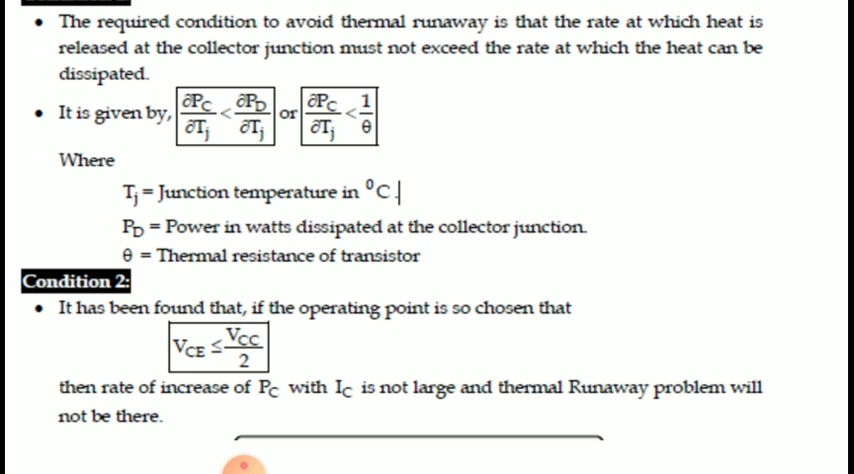 • The required condition to avoid thermal runaway is that the rate at which heat is
released at the collector junction must not exceed the rate at which the heat can be
dissipated.
• It is given by, ∂P_C/∂T_j < ∂P_D/∂T_j or ∂P_C/∂T_j < 1/θ
Where
T_j = Junction temperature in ⁰C.
P_D = Power in watts dissipated at the collector junction.
θ = Thermal resistance of transistor
Condition 2:
• It has been found that, if the operating point is so chosen that
V_CE ≤ V_CC/2
then rate of increase of P_C with I_C is not large and thermal Runaway problem will
not be there.